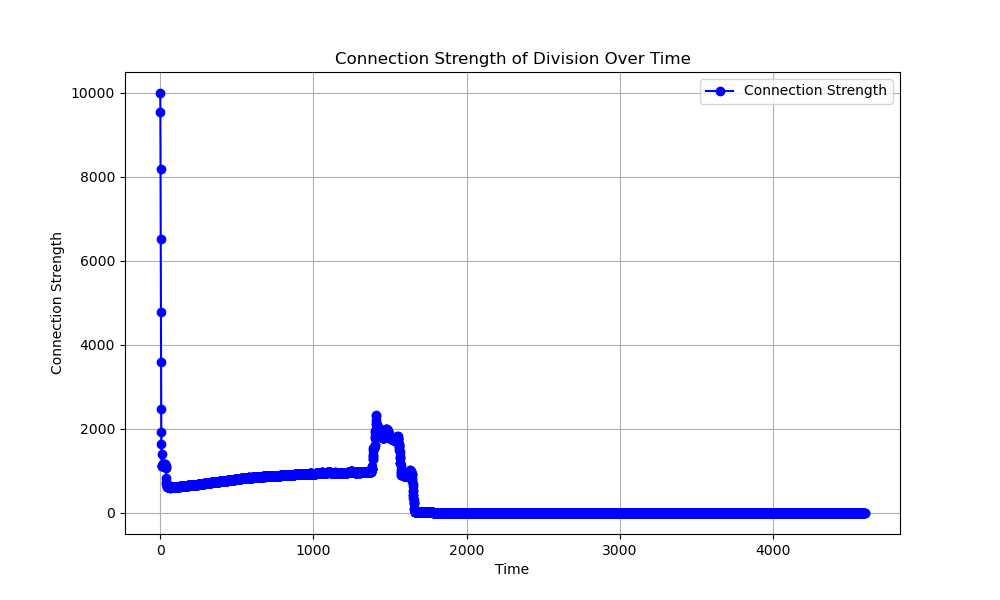 Connection Strength of Division Over Time
Connection Strength
10000
8000
6000
4000
2000
0
Connection Strength
0 1000 2000 3000 4000
Time